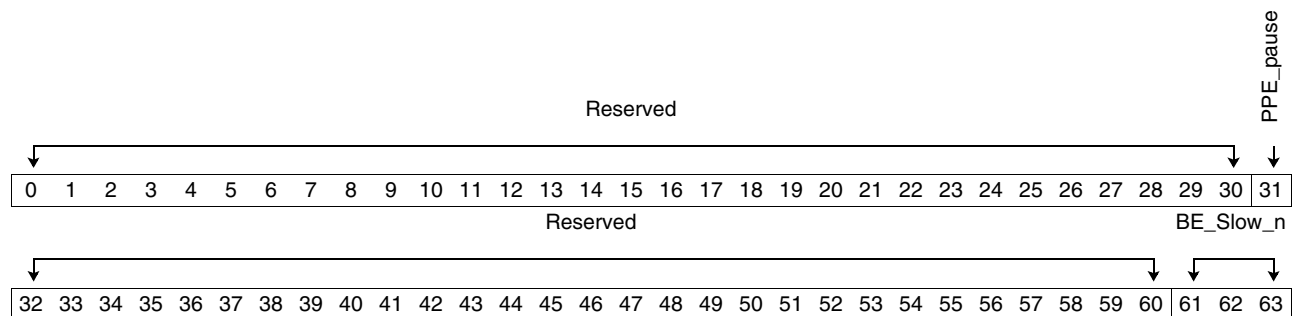 PPE_pause
Reserved
0 1 2 3 4 5 6 7 8 9 10 11 12 13 14 15 16 17 18 19 20 21 22 23 24 25 26 27 28 29 30 31
Reserved BE_Slow_n
32 33 34 35 36 37 38 39 40 41 42 43 44 45 46 47 48 49 50 51 52 53 54 55 56 57 58 59 60 61 62 63